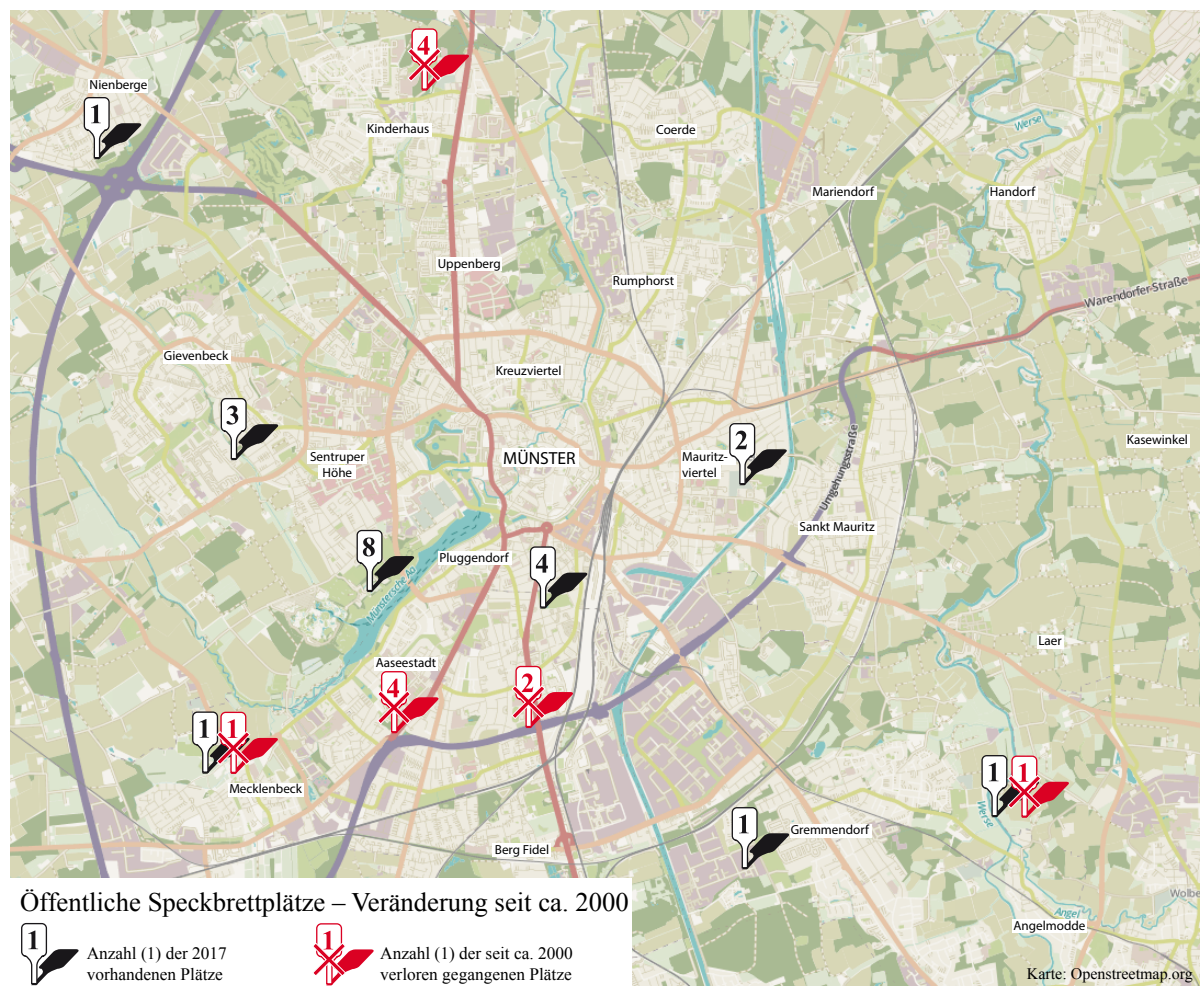 4
Nienberge
1
Kinderhaus
Coerde
Werse
Mariendorf
Handorf
Uppenberg
Rumphorst
Warendorfer-Straße
Gievenbeck
Kreuzviertel
3
2
Sentruper
Höhe
MÜNSTER
Mauritz-
viertel
Umgehungsstraße
Kasewinkel
Sankt Mauritz
8
Pluggendorf
4
Münstersche Aa
Laer
Aaseestadt
4
2
1
1
Mecklenbeck
1
1
Werse
1
Gremmendorf
Berg Fidel
Wolbe
Angel
Angelmodde
Öffentliche Speckbrettplätze – Veränderung seit ca. 2000
1
Anzahl (1) der 2017
vorhandenen Plätze
1
Anzahl (1) der seit ca. 2000
verloren gegangenen Plätze
Karte: Openstreetmap.org